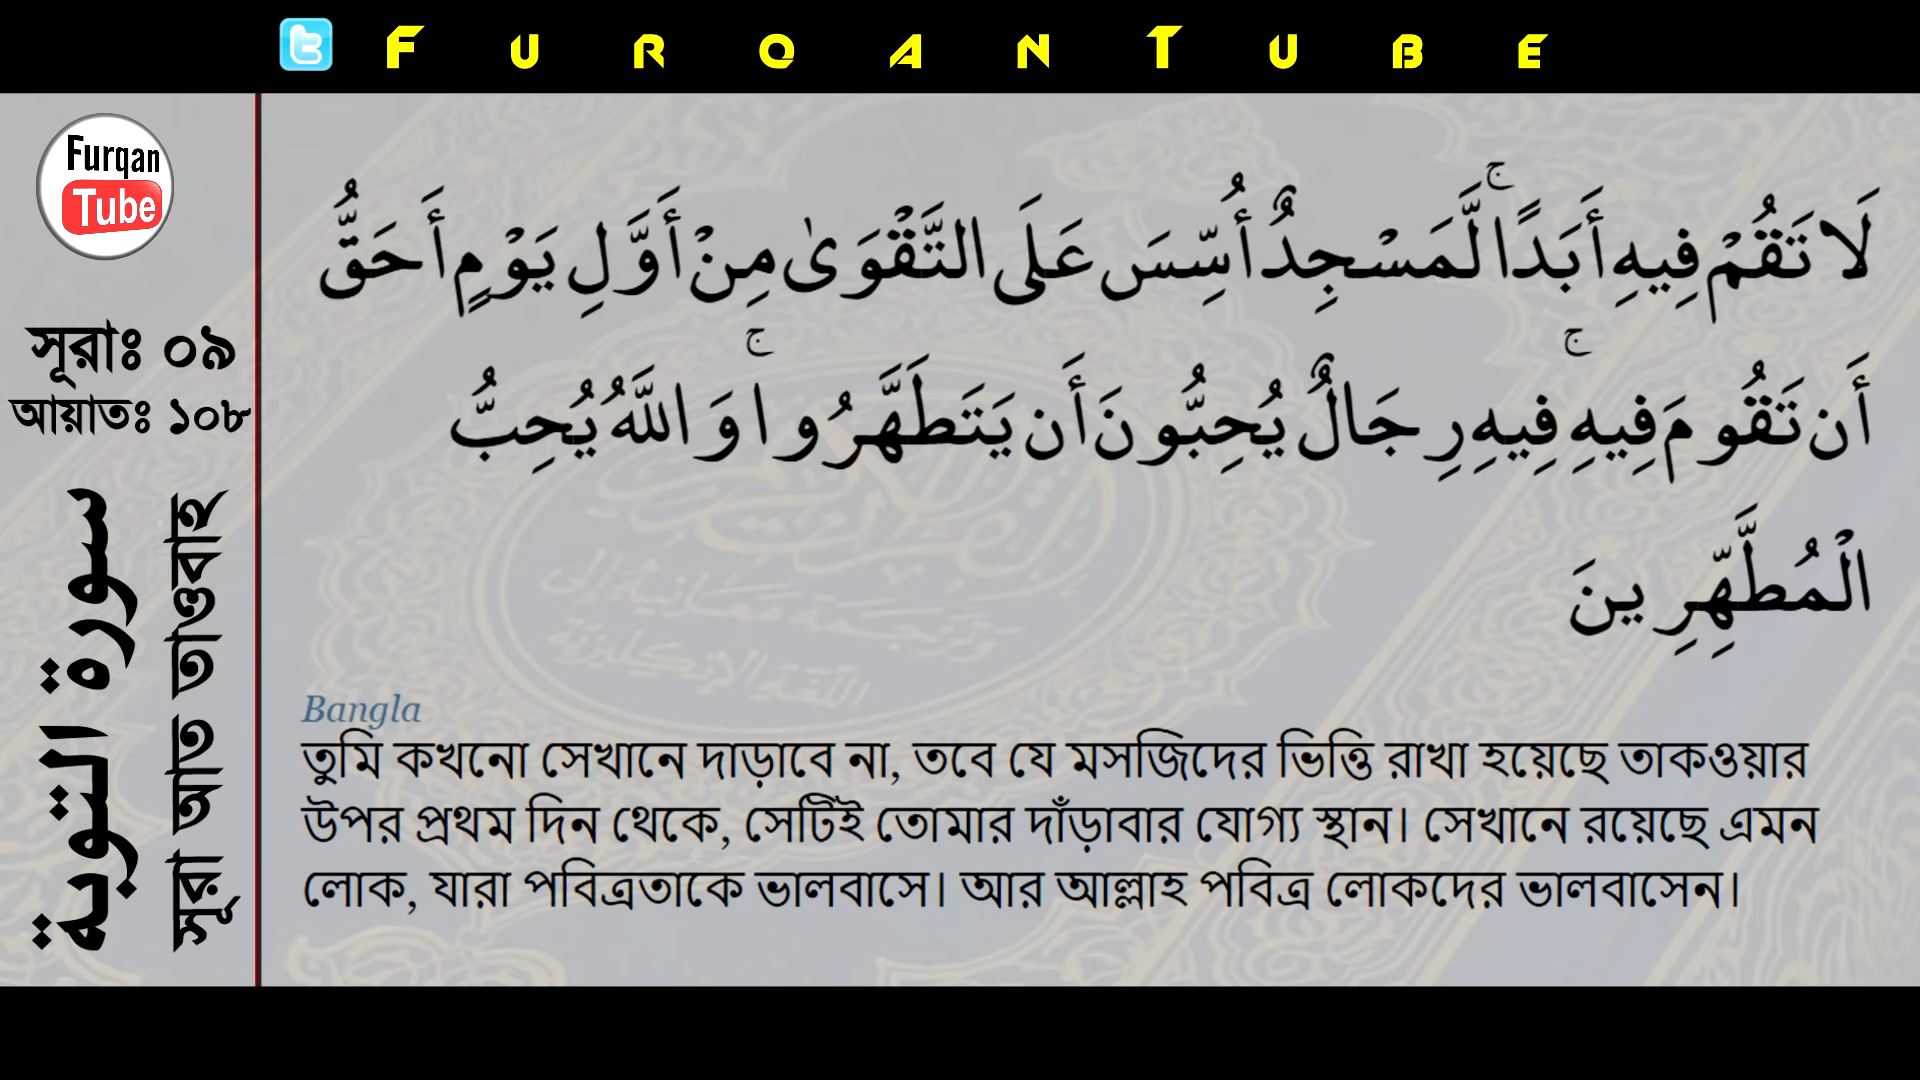 FurqanTube
Furqan
Tube
সূরাঃ ০৯
আয়াতঃ ১০৮
سورة التوبة
সূরা আত তাওবাহ
لَا تَقُمْ فِيهِ أَبَدًا ۚ لَّمَسْجِدٌ أُسِّسَ عَلَى التَّقْوَىٰ مِنْ أَوَّلِ يَوْمٍ أَحَقُّ
أَن تَقُومَ فِيهِ ۚ فِيهِ رِجَالٌ يُحِبُّونَ أَن يَتَطَهَّرُوا ۚ وَاللَّهُ يُحِبُّ
الْمُطَّهِّرِينَ
Bangla
তুমি কখনো সেখানে দাড়াবে না, তবে যে মসজিদের ভিত্তি রাখা হয়েছে তাকওয়ার
উপর প্রথম দিন থেকে, সেটিই তোমার দাঁড়াবার যোগ্য স্থান। সেখানে রয়েছে এমন
লোক, যারা পবিত্রতাকে ভালবাসে। আর আল্লাহ পবিত্র লোকদের ভালবাসেন।